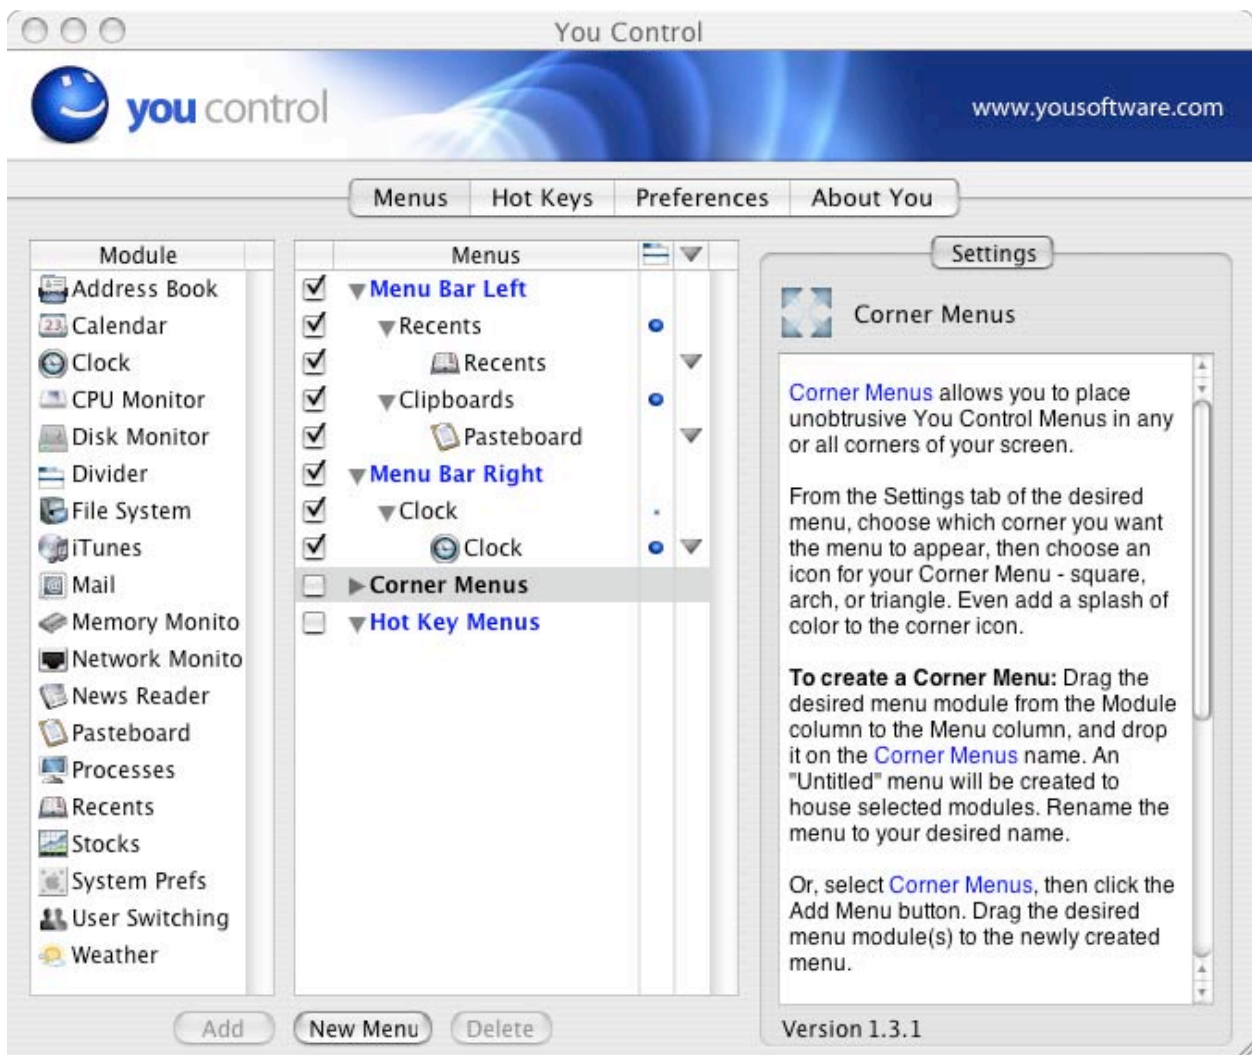 You Control
you control
www.yousoftware.com
Menus Hot Keys Preferences About You
Module
Address Book
23
Calendar
Clock
CPU Monitor
Disk Monitor
Divider
File System
iTunes
Mail
Memory Monito
Network Monito
News Reader
Pasteboard
Processes
Recents
Stocks
System Prefs
User Switching
Weather
Add
Menus
Menu Bar Left
Recents
Recents
Clipboards
Pasteboard
Menu Bar Right
Clock
Clock
Corner Menus
Hot Key Menus
New Menu Delete
Settings
Corner Menus
Corner Menus allows you to place
unobtrusive You Control Menus in any
or all corners of your screen.
From the Settings tab of the desired
menu, choose which corner you want
the menu to appear, then choose an
icon for your Corner Menu - square,
arch, or triangle. Even add a splash of
color to the corner icon.
To create a Corner Menu: Drag the
desired menu module from the Module
column to the Menu column, and drop
it on the Corner Menus name. An
"Untitled" menu will be created to
house selected modules. Rename the
menu to your desired name.
Or, select Corner Menus, then click the
Add Menu button. Drag the desired
menu module(s) to the newly created
menu.
Version 1.3.1